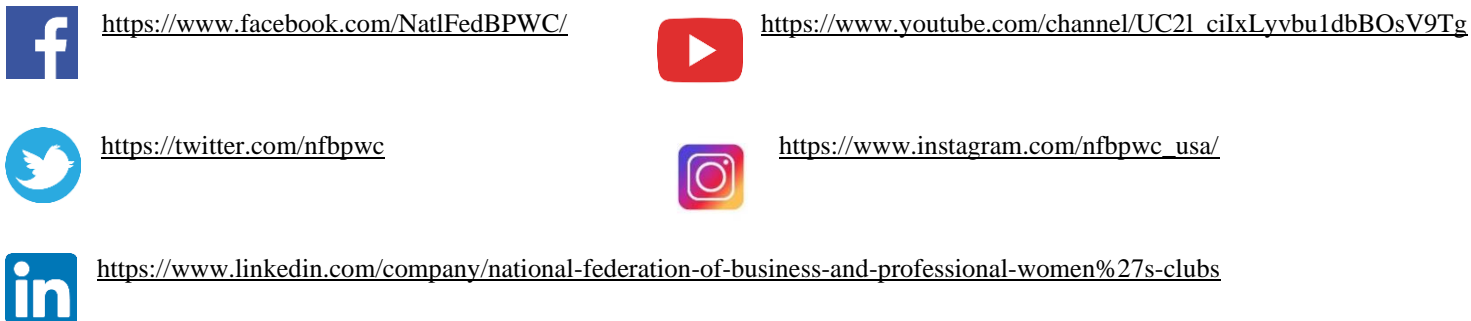 https://www.facebook.com/NatlFedBPWC/
https://www.youtube.com/channel/UC2l_ciIxLyvbu1dbBOsV9Tg
https://twitter.com/nfbpwc
https://www.instagram.com/nfbpwc_usa/
in
https://www.linkedin.com/company/national-federation-of-business-and-professional-women%27s-clubs